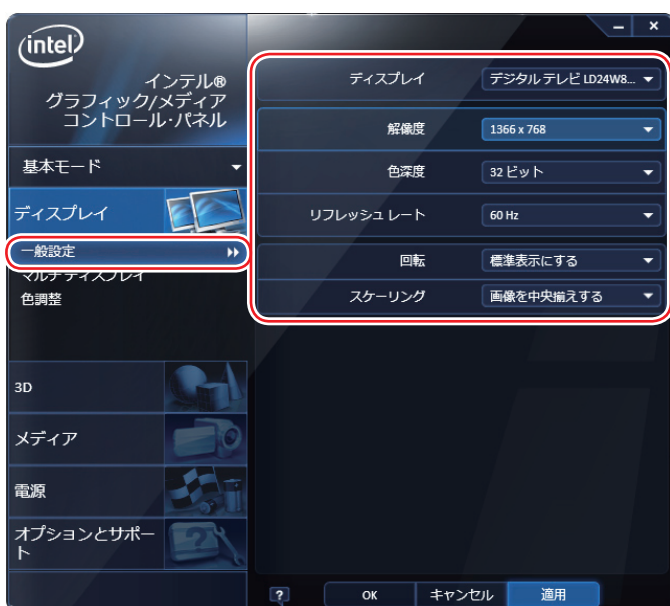 intel
インテル®
グラフィック/メディア
コントロール・パネル
基本モード
ディスプレイ
一般設定
マルチディスプレイ
色調整
3D
メディア
電源
オプションとサポー
ト
ディスプレイ デジタル テレビ LD24W8...
解像度 1366 x 768
色深度 32 ビット
リフレッシュ レート 60 Hz
回転 標準表示にする
スケーリング 画像を中央揃えする
? OK キャンセル 適用